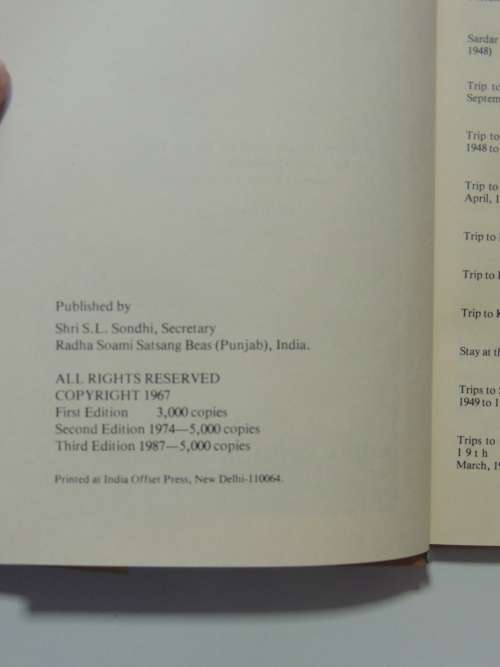 Published by
Shri S.L. Sondhi, Secretary
Radha Soami Satsang Beas (Punjab), India.
ALL RIGHTS RESERVED
COPYRIGHT 1967
First Edition 3,000 copies
Second Edition 1974—5,000 copies
Third Edition 1987—5,000 copies
Printed at India Offset Press, New Delhi-110064.
Sardar
1948)
Trip to
Septem
Trip to
1948 to
Trip to
April, 1
Trip to
Trip to
Trip to K
Stay at th
Trips to
1949 to 1
Trips to
19th
March, 19